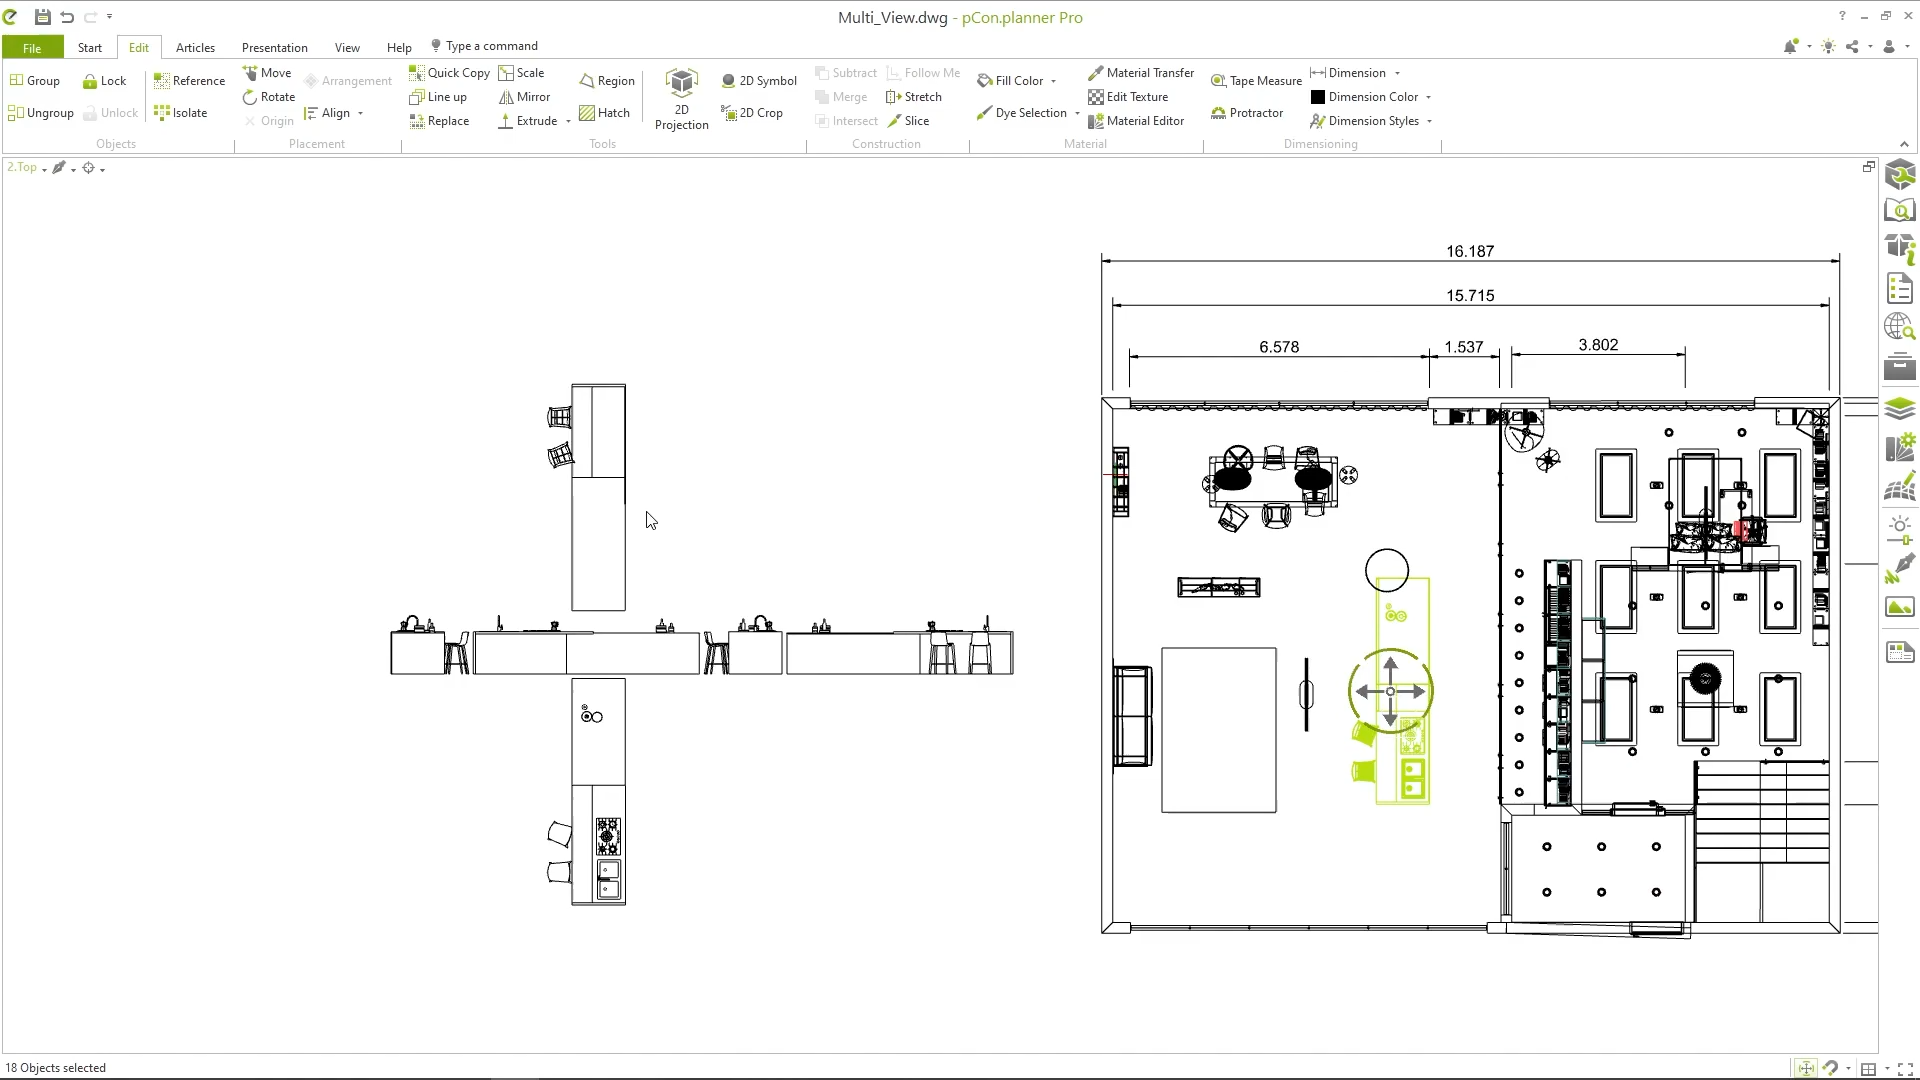 Multi_View.dwg - pCon.planner Pro
File Start Edit Articles Presentation View Help Type a command
Group Lock Reference Move Arrangement Quick Copy Scale Region 2D Symbol Subtract Follow Me Fill Color Material Transfer Tape Measure Dimension
Rotate Line up Mirror 2D Projection Merge Stretch Edit Texture Dimension Color
Ungroup Unlock Isolate Origin Align Replace Extrude Hatch 2D Crop Intersect Slice Dye Selection Material Editor Protractor Dimension Styles
Objects Placement Tools Construction Material Dimensioning
2.Top
16.187
15.715
6.578 1.537 3.802
18 Objects selected